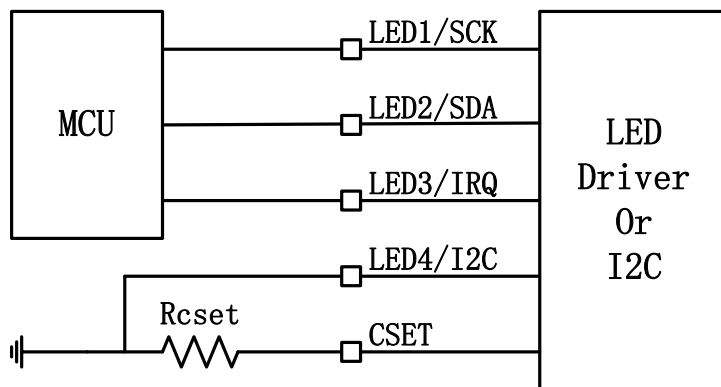 MCU
LED1/SCK
LED2/SDA
LED3/IRQ
LED4/I2C
Rcset
CSET
LED
Driver
Or
I2C